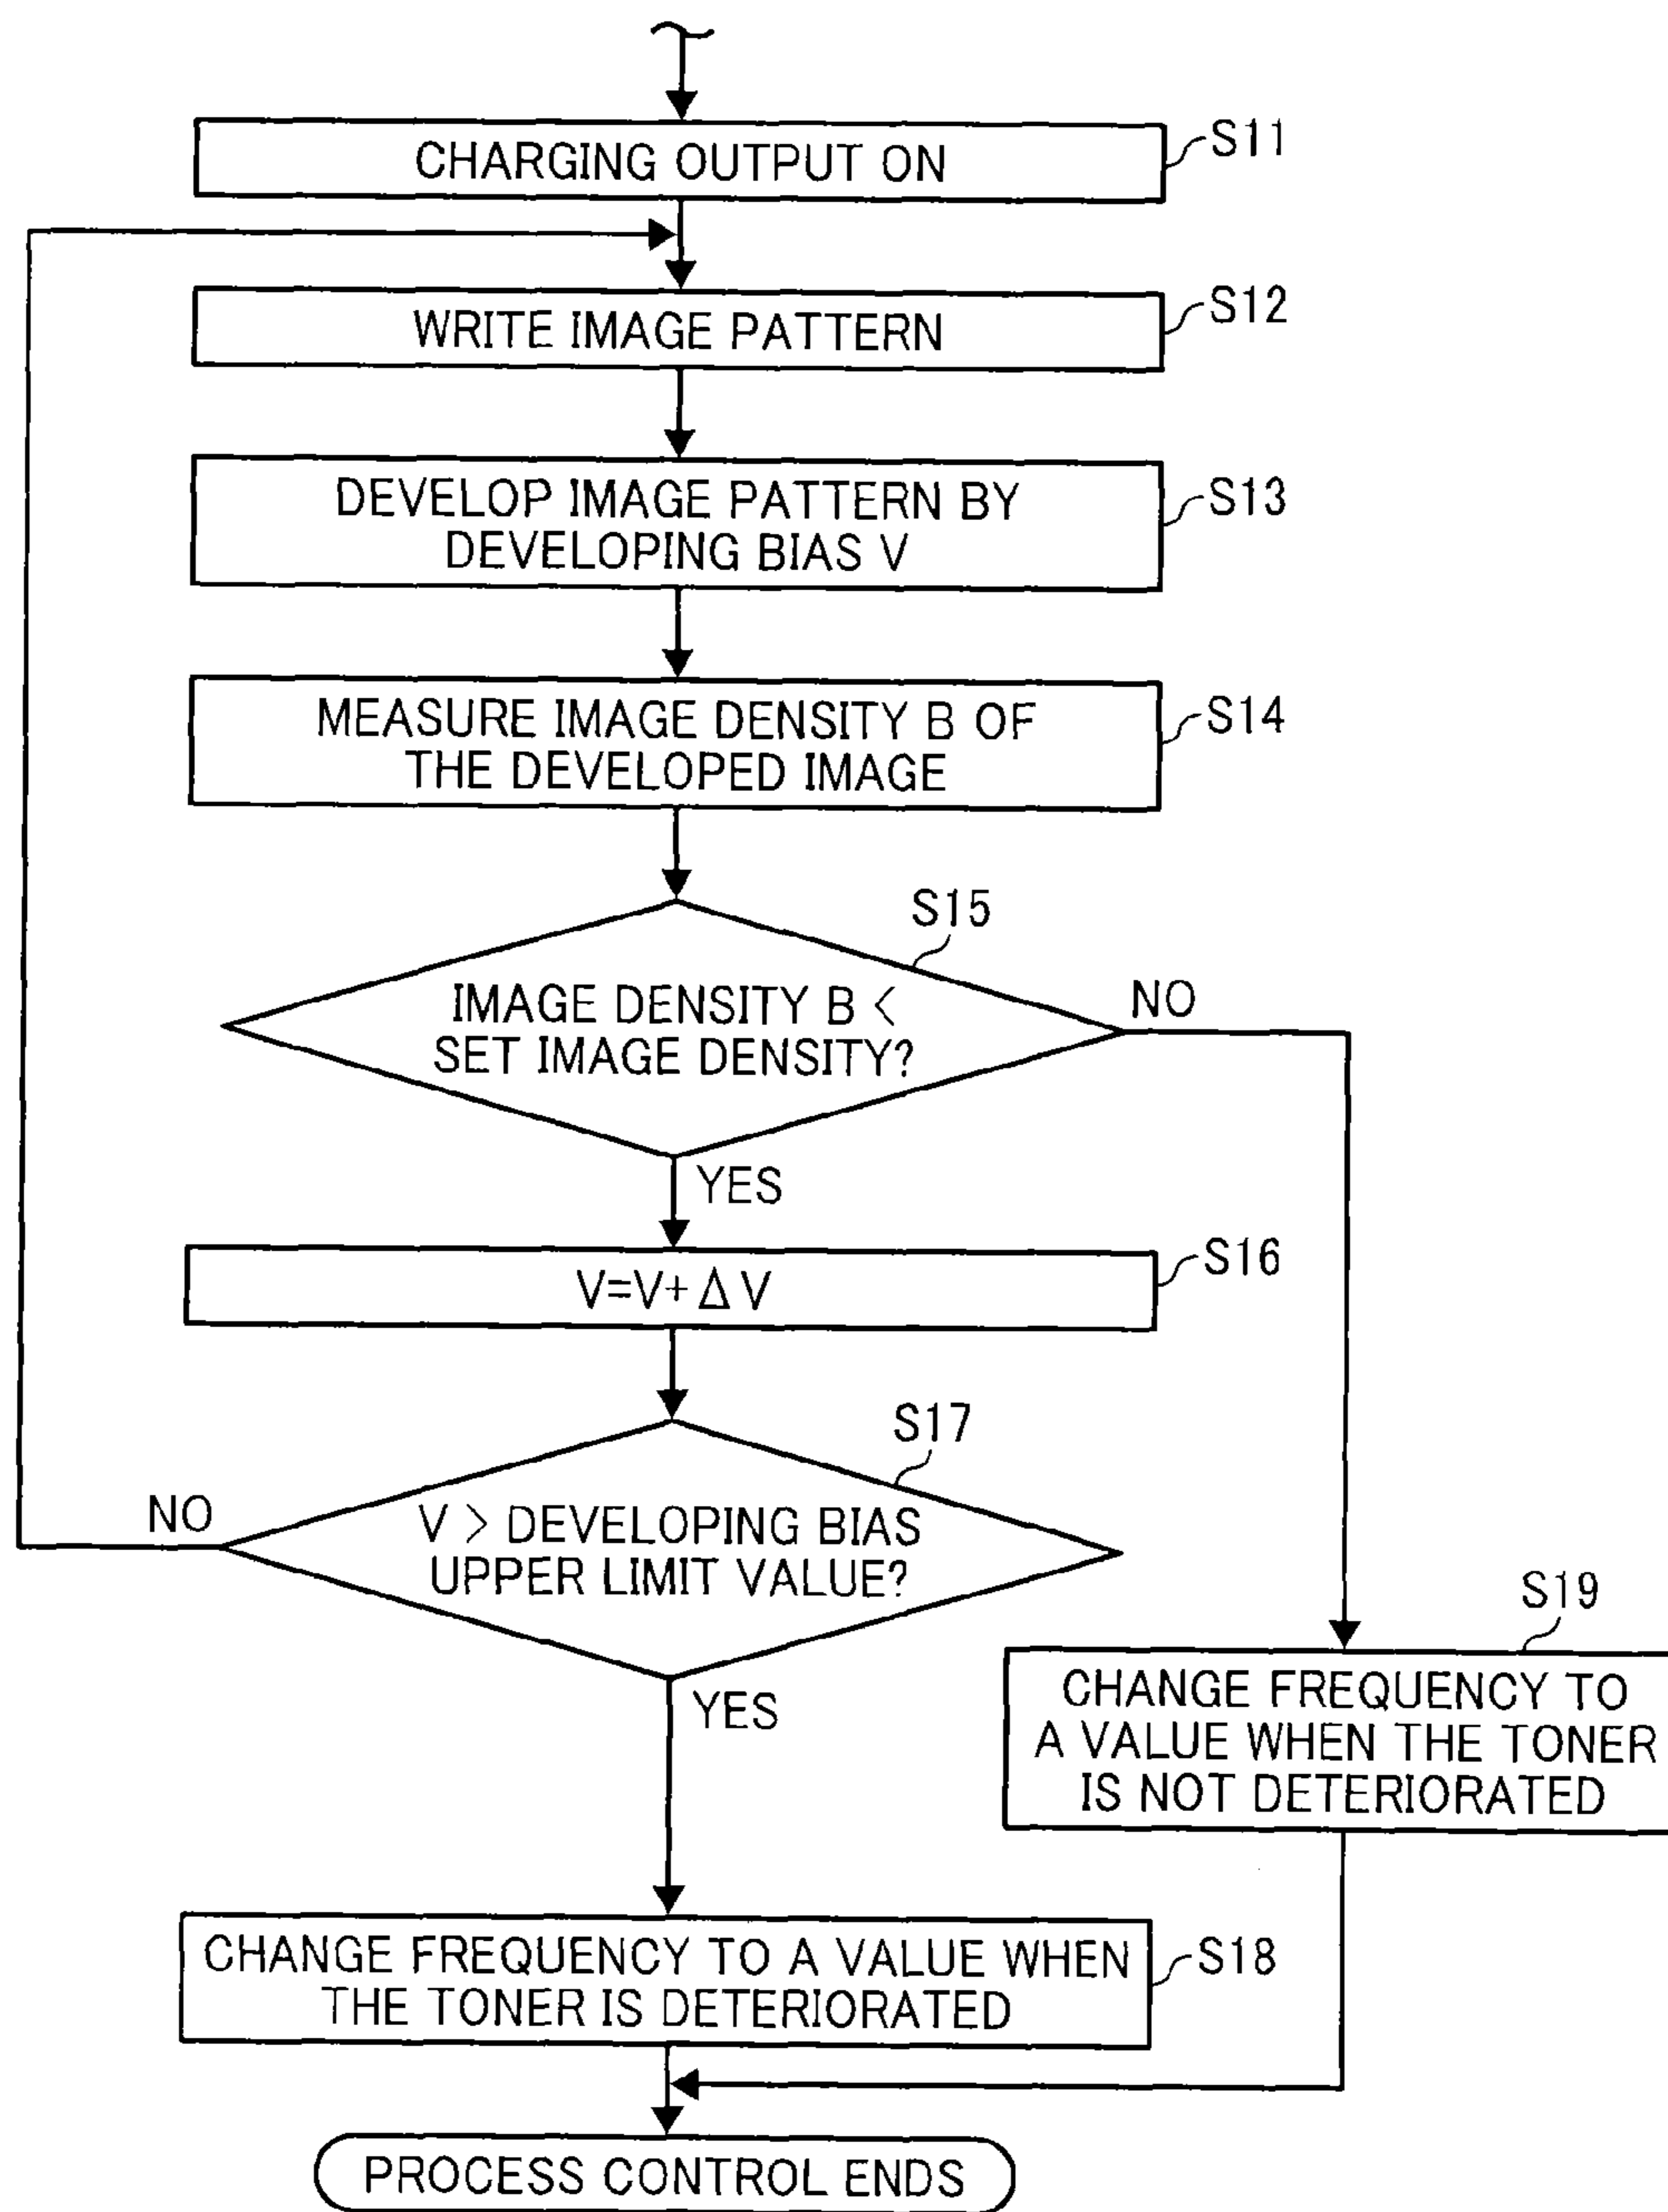 CHARGING OUTPUT ON
S11
WRITE IMAGE PATTERN
S12
DEVELOP IMAGE PATTERN BY
DEVELOPING BIAS V
S13
MEASURE IMAGE DENSITY B OF
THE DEVELOPED IMAGE
S14
S15
IMAGE DENSITY B <
SET IMAGE DENSITY?
NO
YES
V=V+ΔV
S16
S17
V > DEVELOPING BIAS
UPPER LIMIT VALUE?
NO
YES
S19
CHANGE FREQUENCY TO
A VALUE WHEN THE TONER
IS NOT DETERIORATED
CHANGE FREQUENCY TO A VALUE WHEN
THE TONER IS DETERIORATED
S18
PROCESS CONTROL ENDS